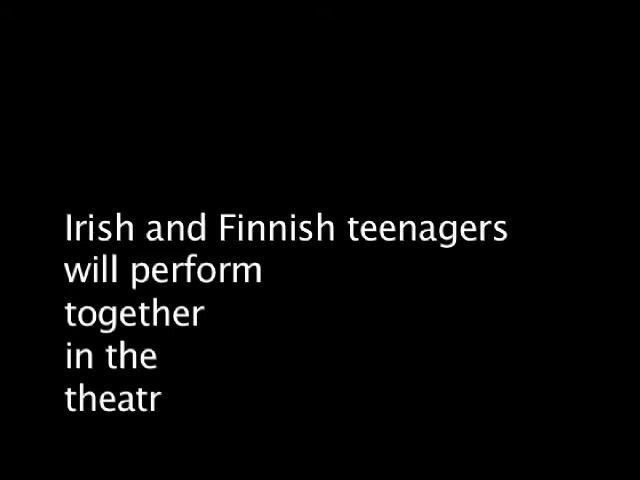 Irish and Finnish teenagers
will perform
together
in the
theatr